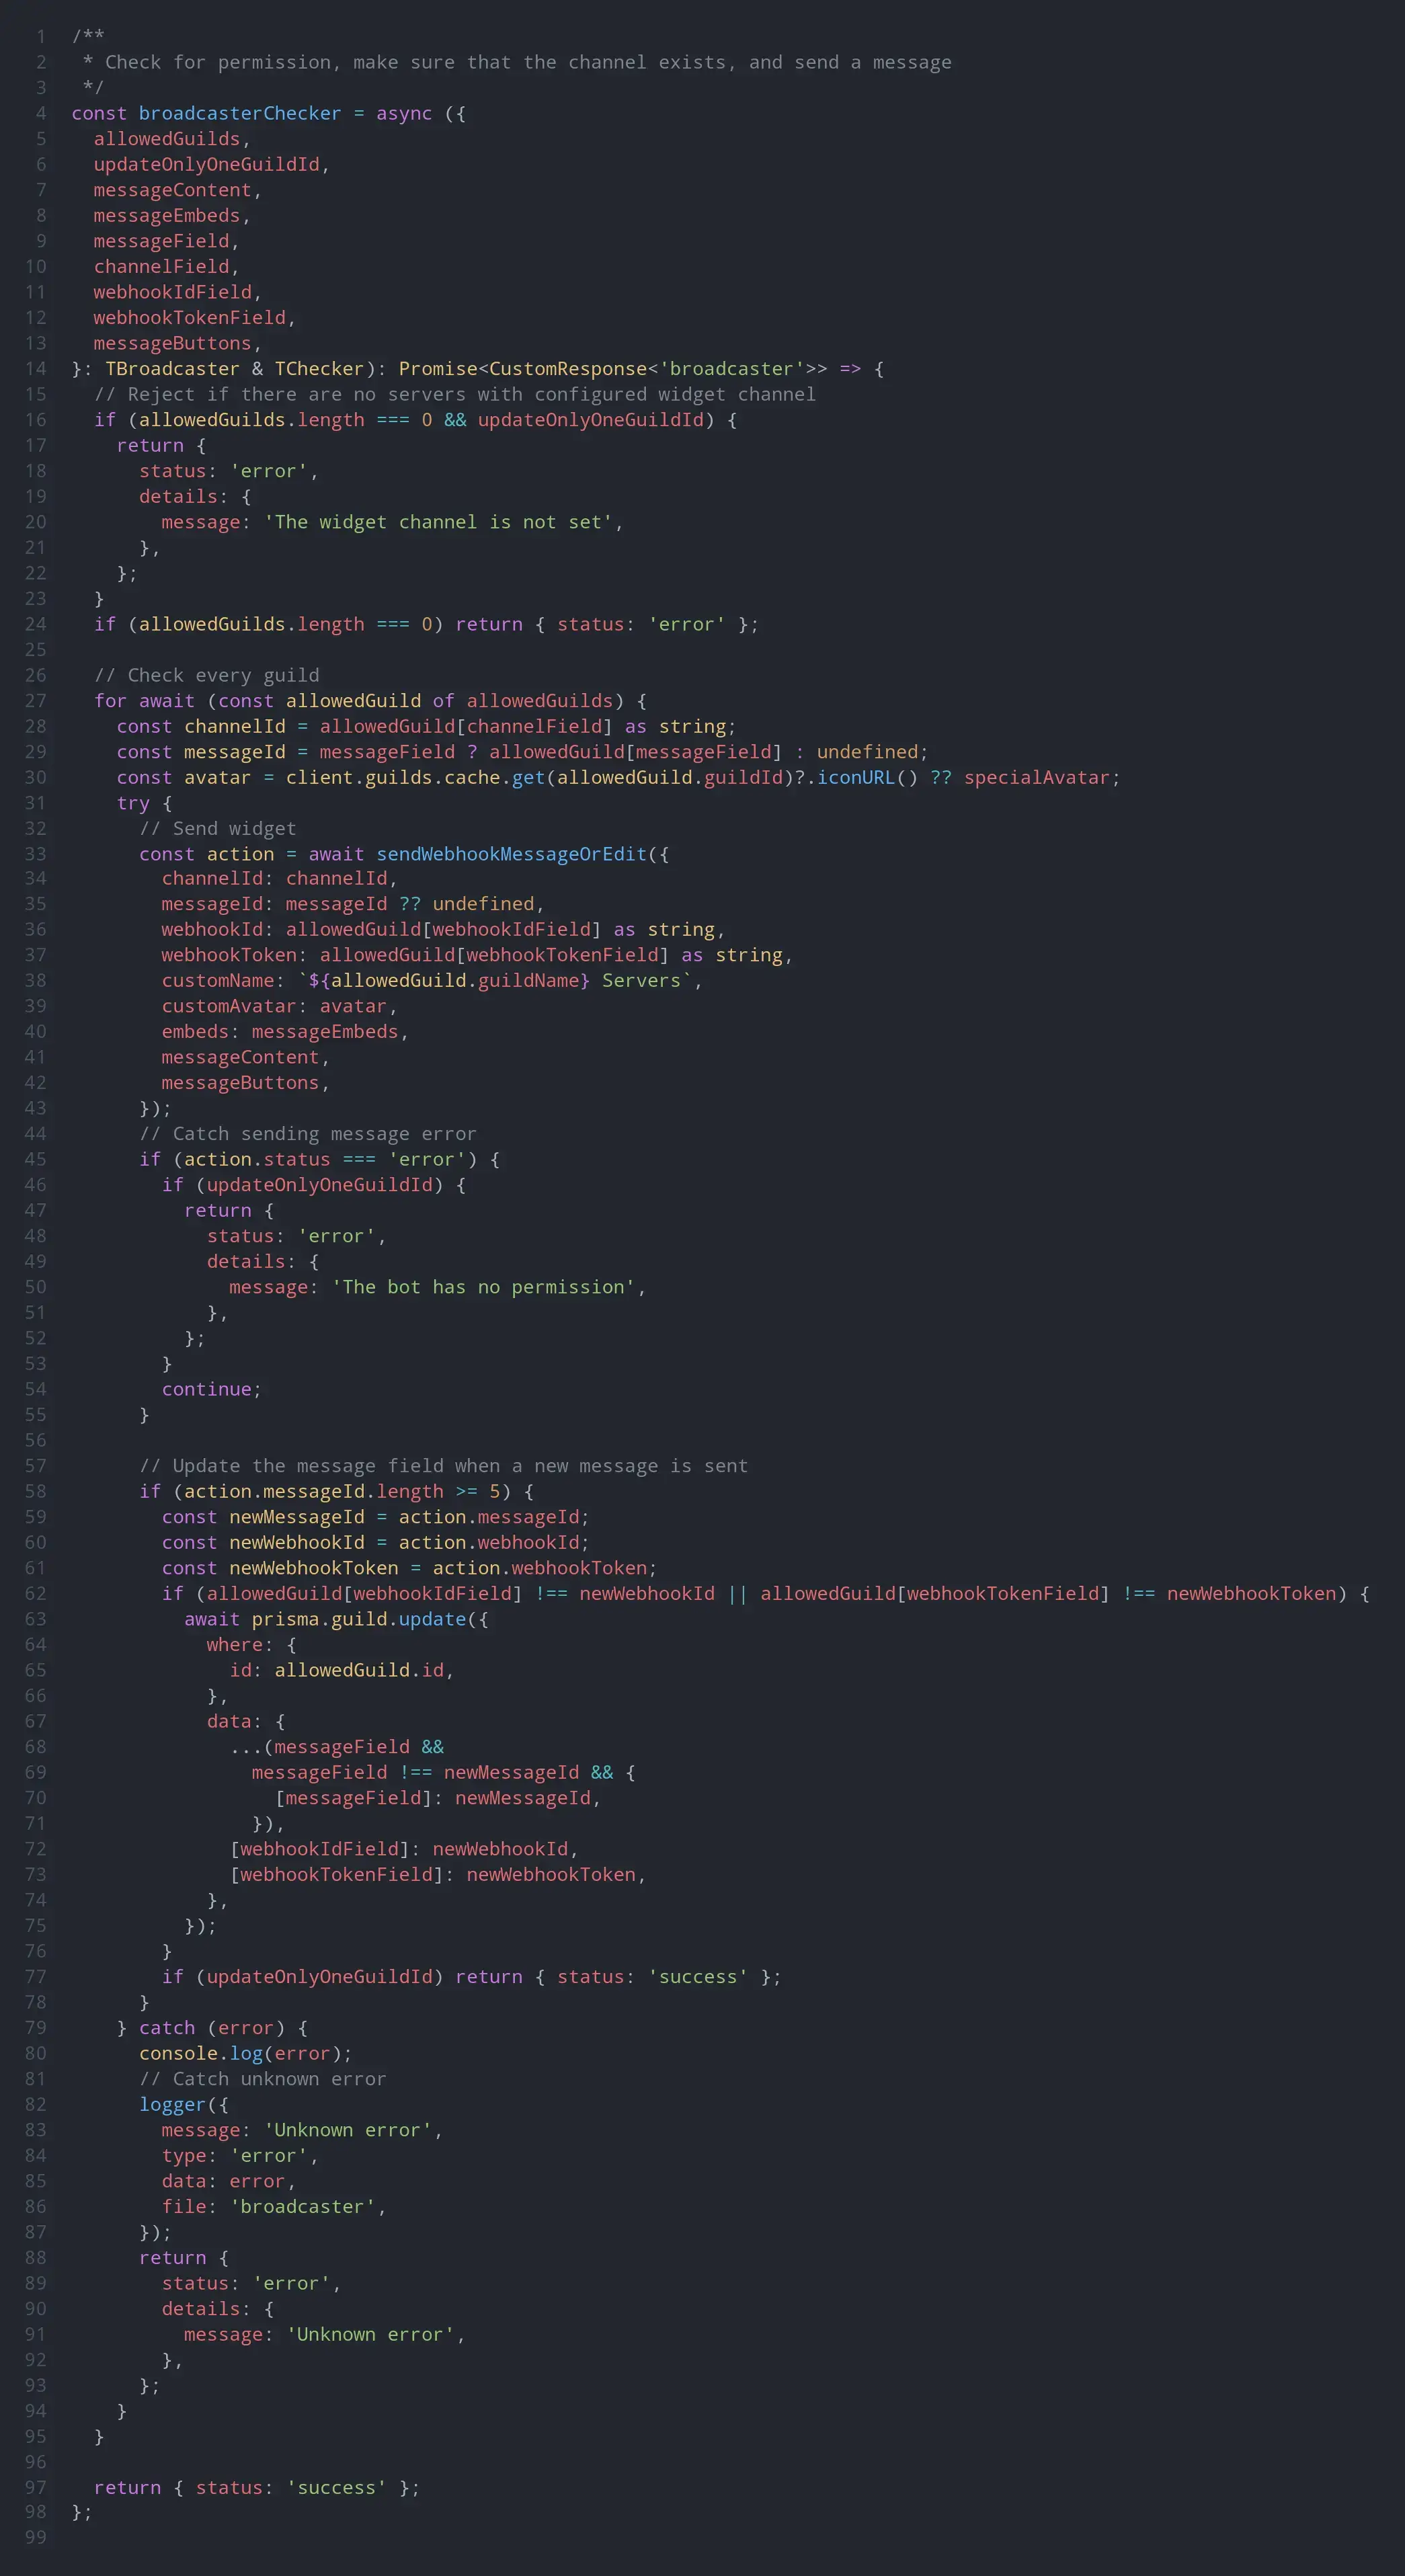 1 /**
2  * Check for permission, make sure that the channel exists, and send a message
3  */
4 const broadcasterChecker = async ({
5   allowedGuilds,
6   updateOnlyOneGuildId,
7   messageContent,
8   messageEmbeds,
9   messageField,
10   channelField,
11   webhookIdField,
12   webhookTokenField,
13   messageButtons,
14 }: TBroadcaster & TChecker): Promise<CustomResponse<'broadcaster'>> => {
15   // Reject if there are no servers with configured widget channel
16   if (allowedGuilds.length === 0 && updateOnlyOneGuildId) {
17     return {
18       status: 'error',
19       details: {
20         message: 'The widget channel is not set',
21       },
22     };
23   }
24   if (allowedGuilds.length === 0) return { status: 'error' };
25
26   // Check every guild
27   for await (const allowedGuild of allowedGuilds) {
28     const channelId = allowedGuild[channelField] as string;
29     const messageId = messageField ? allowedGuild[messageField] : undefined;
30     const avatar = client.guilds.cache.get(allowedGuild.guildId)?.iconURL() ?? specialAvatar;
31     try {
32       // Send widget
33       const action = await sendWebhookMessageOrEdit({
34         channelId: channelId,
35         messageId: messageId ?? undefined,
36         webhookId: allowedGuild[webhookIdField] as string,
37         webhookToken: allowedGuild[webhookTokenField] as string,
38         customName: `${allowedGuild.guildName} Servers`,
39         customAvatar: avatar,
40         embeds: messageEmbeds,
41         messageContent,
42         messageButtons,
43       });
44       // Catch sending message error
45       if (action.status === 'error') {
46         if (updateOnlyOneGuildId) {
47           return {
48             status: 'error',
49             details: {
50               message: 'The bot has no permission',
51             },
52           };
53         }
54         continue;
55       }
56
57       // Update the message field when a new message is sent
58       if (action.messageId.length >= 5) {
59         const newMessageId = action.messageId;
60         const newWebhookId = action.webhookId;
61         const newWebhookToken = action.webhookToken;
62         if (allowedGuild[webhookIdField] !== newWebhookId || allowedGuild[webhookTokenField] !== newWebhookToken) {
63           await prisma.guild.update({
64             where: {
65               id: allowedGuild.id,
66             },
67             data: {
68               ...(messageField &&
69                 messageField !== newMessageId && {
70                   [messageField]: newMessageId,
71                 }),
72               [webhookIdField]: newWebhookId,
73               [webhookTokenField]: newWebhookToken,
74             },
75           });
76         }
77         if (updateOnlyOneGuildId) return { status: 'success' };
78       }
79     } catch (error) {
80       console.log(error);
81       // Catch unknown error
82       logger({
83         message: 'Unknown error',
84         type: 'error',
85         data: error,
86         file: 'broadcaster',
87       });
88       return {
89         status: 'error',
90         details: {
91           message: 'Unknown error',
92         },
93       };
94     }
95   }
96
97   return { status: 'success' };
98 };
99